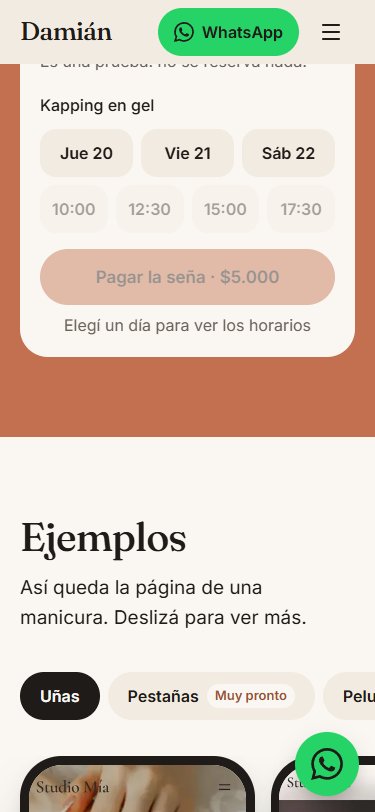 Damián
WhatsApp
Es una prueba: no se reserva nada.
Kapping en gel
Jue 20
Vie 21
Sáb 22
10:00
12:30
15:00
17:30
Pagar la seña · $5.000
Elegí un día para ver los horarios
Ejemplos
Así queda la página de una
manicura. Deslizá para ver más.
Uñas
Pestañas
Muy pronto
Pelu
Studio Mía
Stu